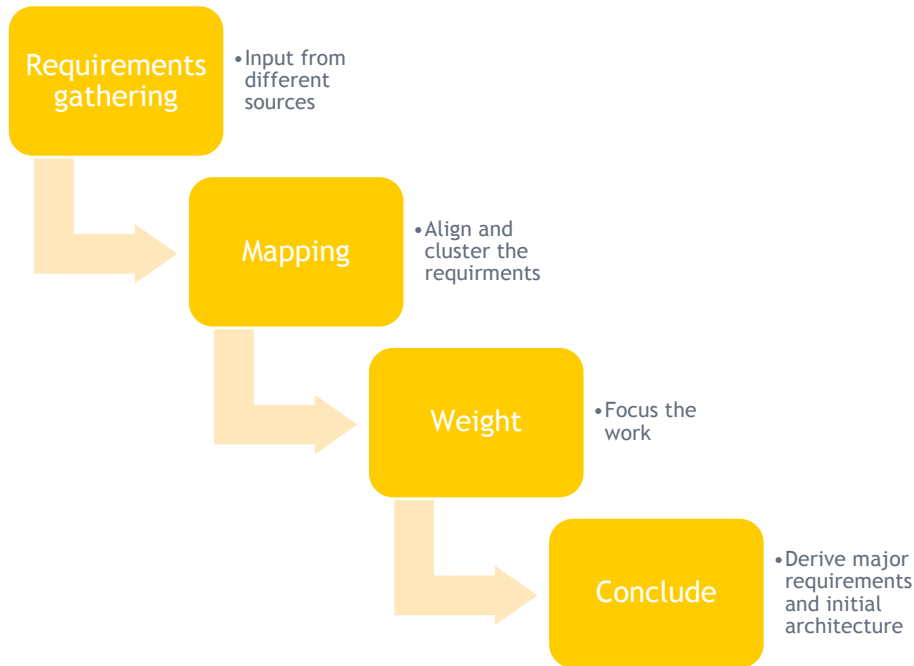 Requirements
gathering
•Input from
different
sources
Mapping
•Align and
cluster the
requirments
Weight
•Focus the
work
Conclude
•Derive major
requirements
and initial
architecture